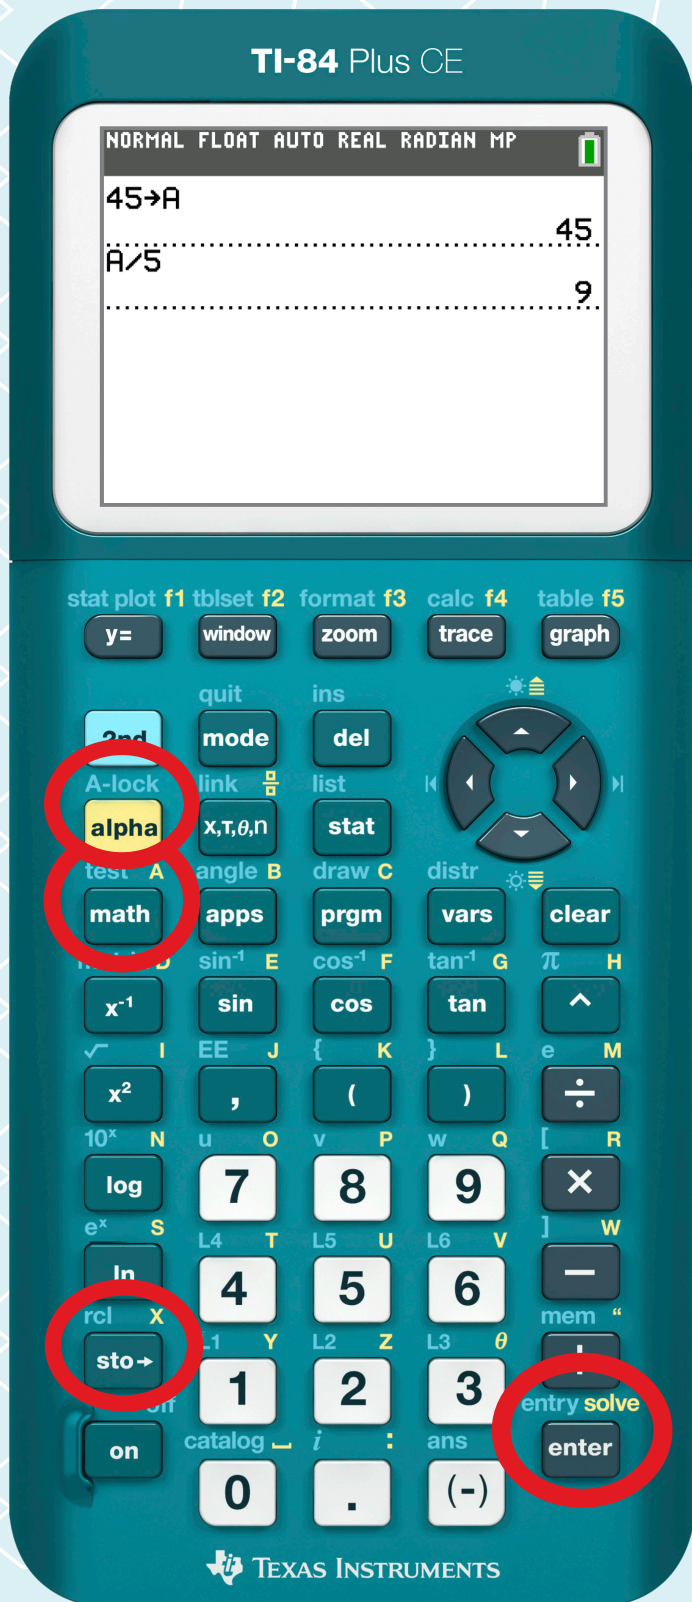 TI-84 Plus CE
NORMAL FLOAT AUTO REAL RADIAN MP
45→A
45
A/5
9
stat plot f1 tblset f2 format f3 calc f4 table f5
y= window zoom trace graph
quit ins
2nd mode del
A-lock link list
alpha X,T,θ,n stat
test A angle B draw C distr
math apps prgm vars clear
D sin⁻¹ E cos⁻¹ F tan⁻¹ G π H
x⁻¹ sin cos tan ^
√ I EE J { K } L e M
x² , ( ) ÷
10ˣ N u O v P w Q [ R
log 7 8 9 ×
eˣ S L4 T L5 U L6 V ] W
ln 4 5 6 −
rcl X L1 Y L2 Z L3 θ mem “
sto→ 1 2 3 +
off catalog i : ans entry solve
on 0 . (-) enter
TEXAS INSTRUMENTS